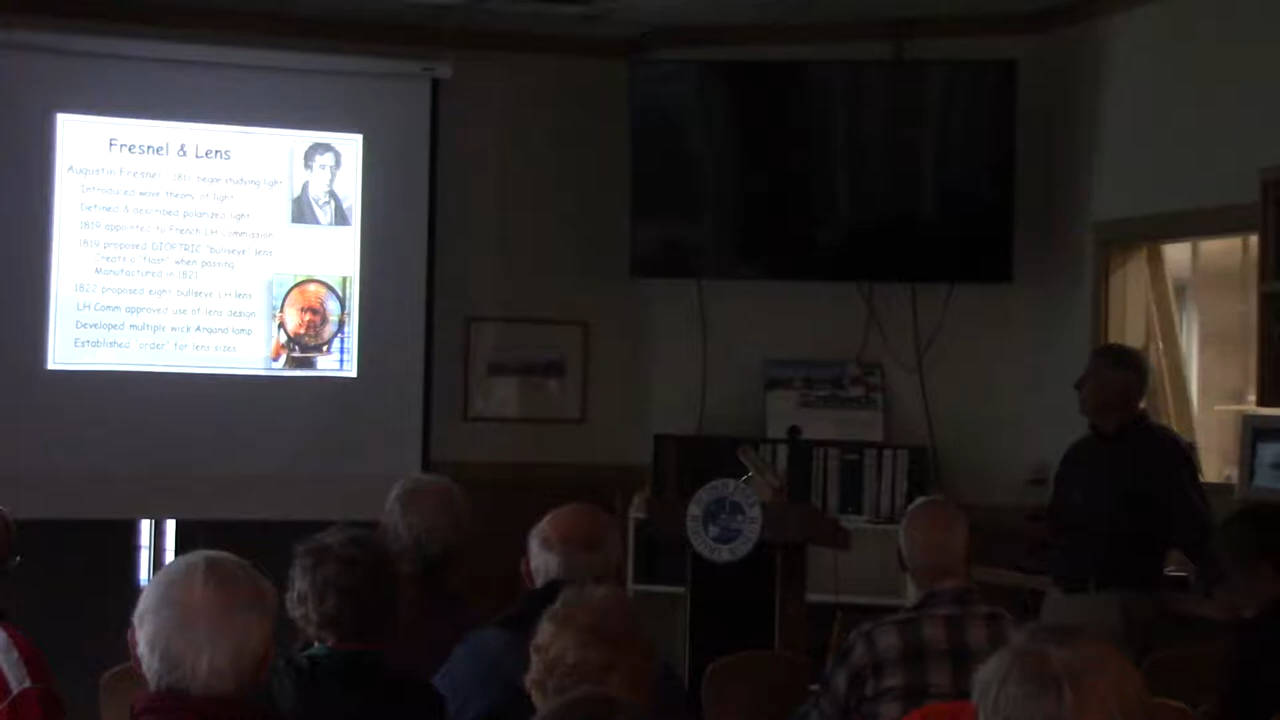 Fresnel & Lens
Augustin Fresnel 1811 began studying light
Introduced wave theory of light
Defined & described polarized light
1819 appointed to French LH Commission
1819 proposed DIOPTRIC "bullseye" lens
Create a "flash" when passing
Manufactured in 1821
1822 proposed eight bullseye LH lens
LH Comm approved use of lens design
Developed multiple wick Argand lamp
Established "order" for lens sizes
MARITIME MUSEUM